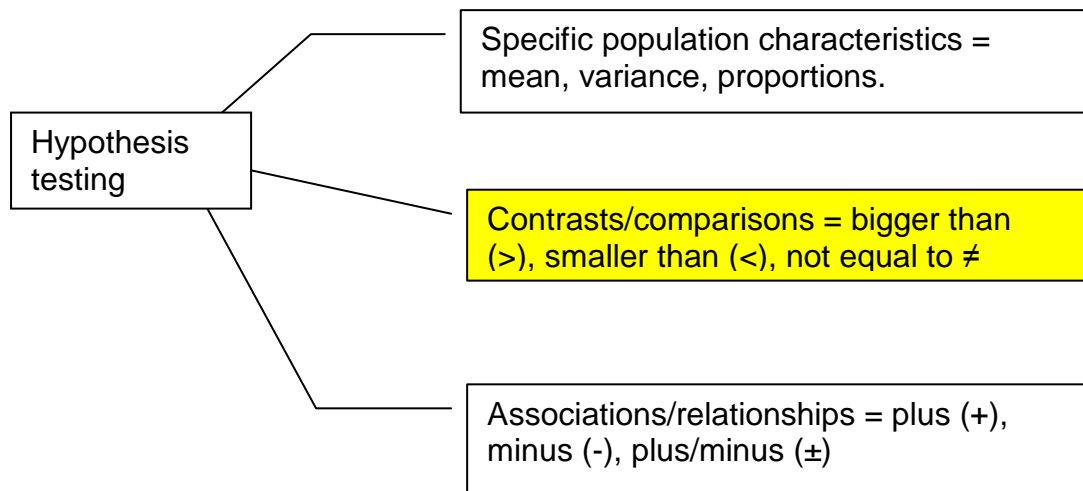 Specific population characteristics =
mean, variance, proportions.
Hypothesis
testing
Contrasts/comparisons = bigger than
(>), smaller than (<), not equal to ≠
Associations/relationships = plus (+),
minus (-), plus/minus (±)